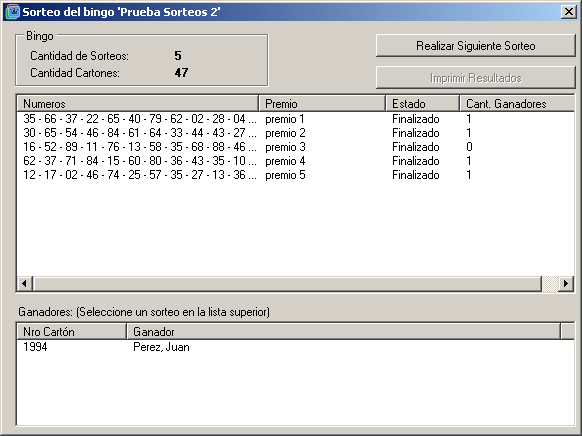 Sorteo del bingo 'Prueba Sorteos 2'
Bingo
Cantidad de Sorteos: 5
Cantidad Cartones: 47
Realizar Siguiente Sorteo
Imprimir Resultados
Numeros Premio Estado Cant. Ganadores
35 - 66 - 37 - 22 - 65 - 40 - 79 - 62 - 02 - 28 - 04 ... premio 1 Finalizado 1
30 - 65 - 54 - 46 - 84 - 61 - 64 - 33 - 44 - 43 - 27 ... premio 2 Finalizado 1
16 - 52 - 89 - 11 - 76 - 13 - 58 - 35 - 68 - 88 - 46 ... premio 3 Finalizado 0
62 - 37 - 71 - 84 - 15 - 60 - 80 - 36 - 43 - 35 - 10 ... premio 4 Finalizado 1
12 - 17 - 02 - 46 - 74 - 25 - 57 - 35 - 27 - 13 - 36 ... premio 5 Finalizado 1
Ganadores: (Seleccione un sorteo en la lista superior)
Nro Cartón Ganador
1994 Perez, Juan